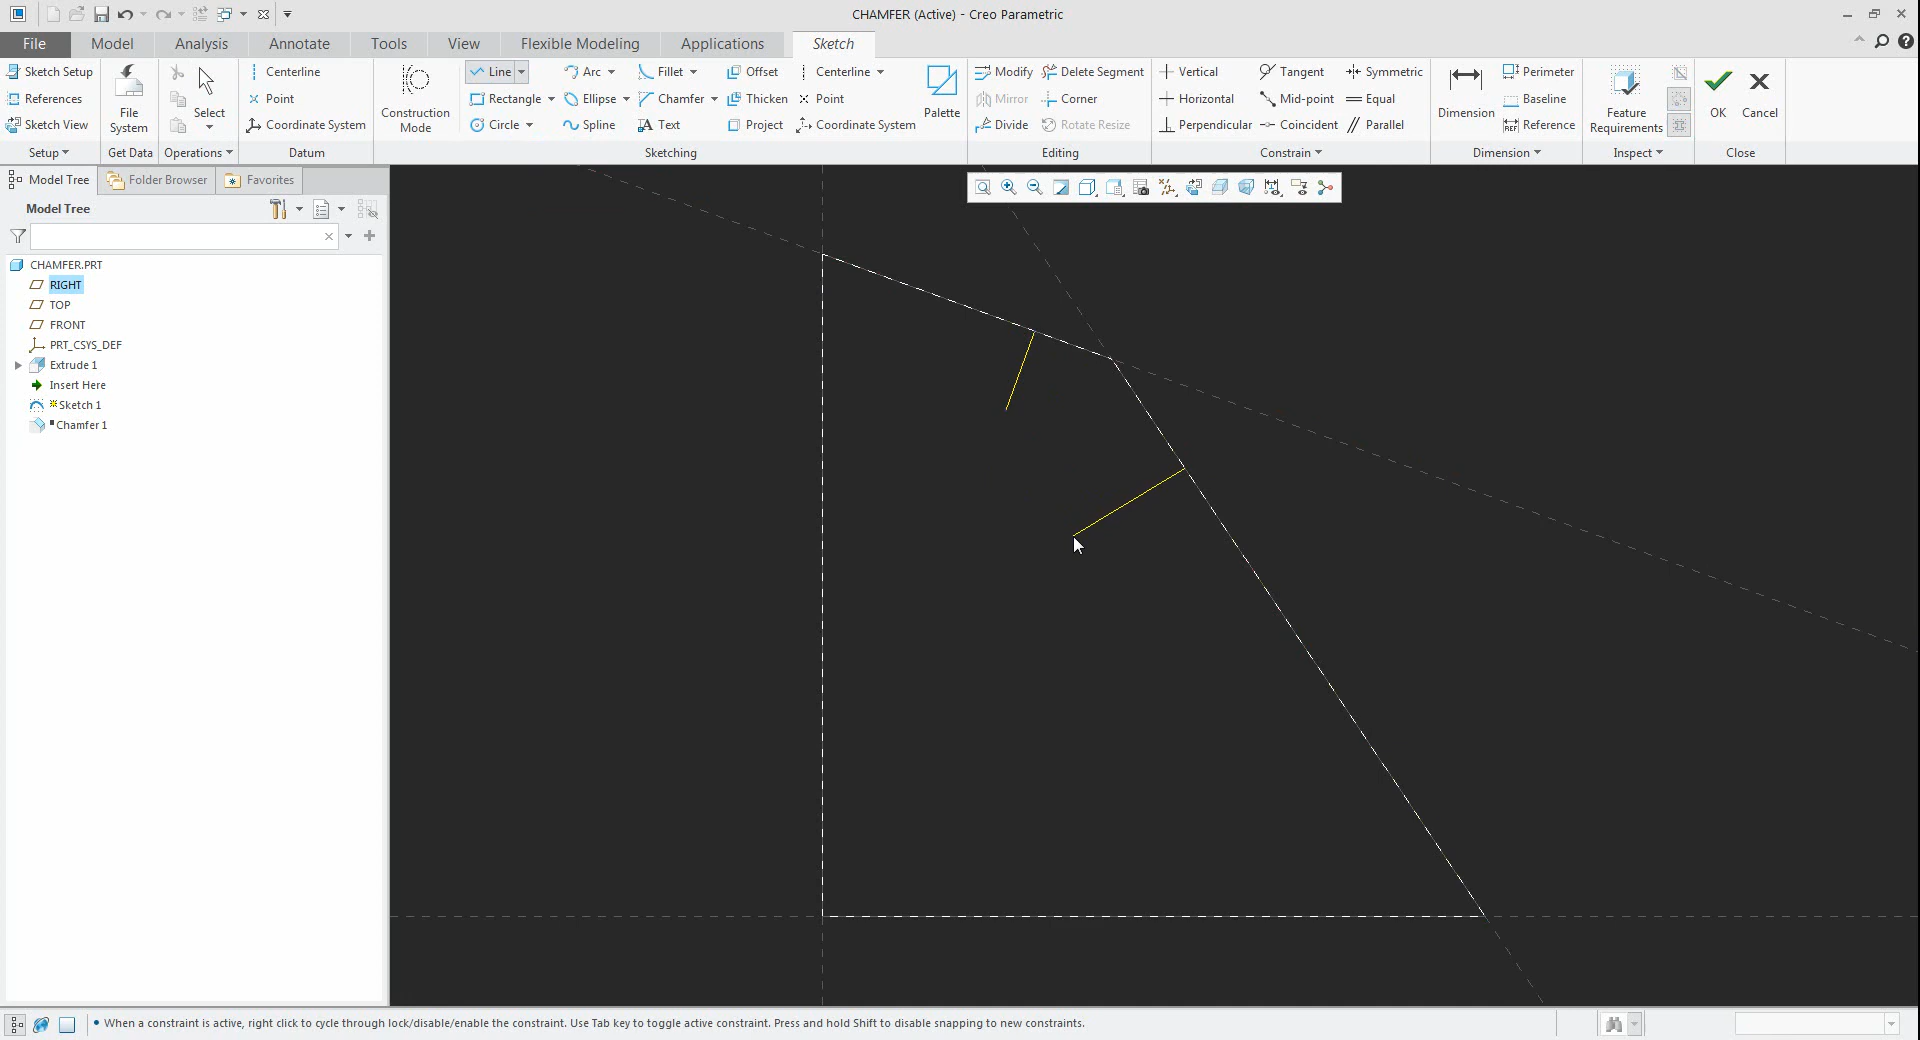 CHAMFER (Active) - Creo Parametric
File Model Analysis Annotate Tools View Flexible Modeling Applications Sketch
Sketch Setup
References
Sketch View
Setup
File System
Get Data
Select
Operations
Centerline
Point
Coordinate System
Datum
Construction Mode
Line Arc Fillet Offset Centerline
Rectangle Ellipse Chamfer Thicken Point
Circle Spline Text Project Coordinate System
Palette
Sketching
Modify Delete Segment
Mirror Corner
Divide Rotate Resize
Editing
Vertical Tangent Symmetric
Horizontal Mid-point Equal
Perpendicular Coincident Parallel
Constrain
Dimension
Perimeter
Baseline
REF Reference
Dimension
Feature Requirements
Inspect
OK Cancel
Close
Model Tree Folder Browser Favorites
Model Tree
CHAMFER.PRT
RIGHT
TOP
FRONT
PRT_CSYS_DEF
Extrude 1
Insert Here
Sketch 1
Chamfer 1
• When a constraint is active, right click to cycle through lock/disable/enable the constraint. Use Tab key to toggle active constraint. Press and hold Shift to disable snapping to new constraints.